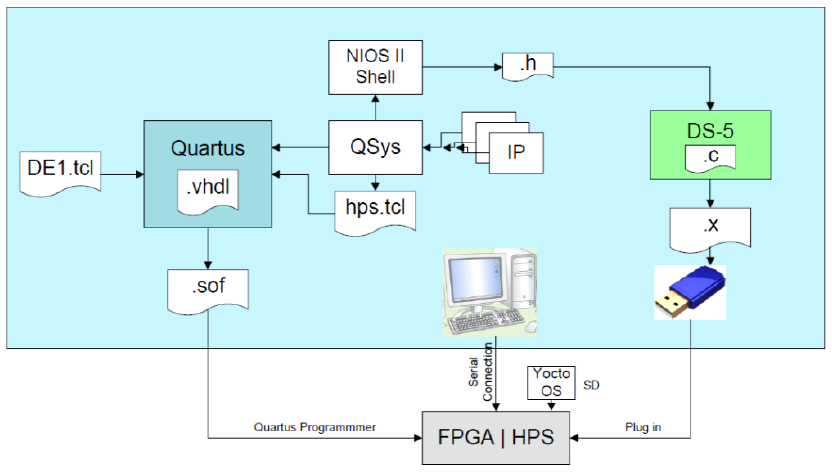 NIOS II
Shell
.h
DS-5
.c
Quartus
.vhdl
QSys
IP
DE1.tcl
hps.tcl
.x
.sof
Serial
Connection
Yocto
OS
SD
Quartus Programmmer
FPGA | HPS
Plug in